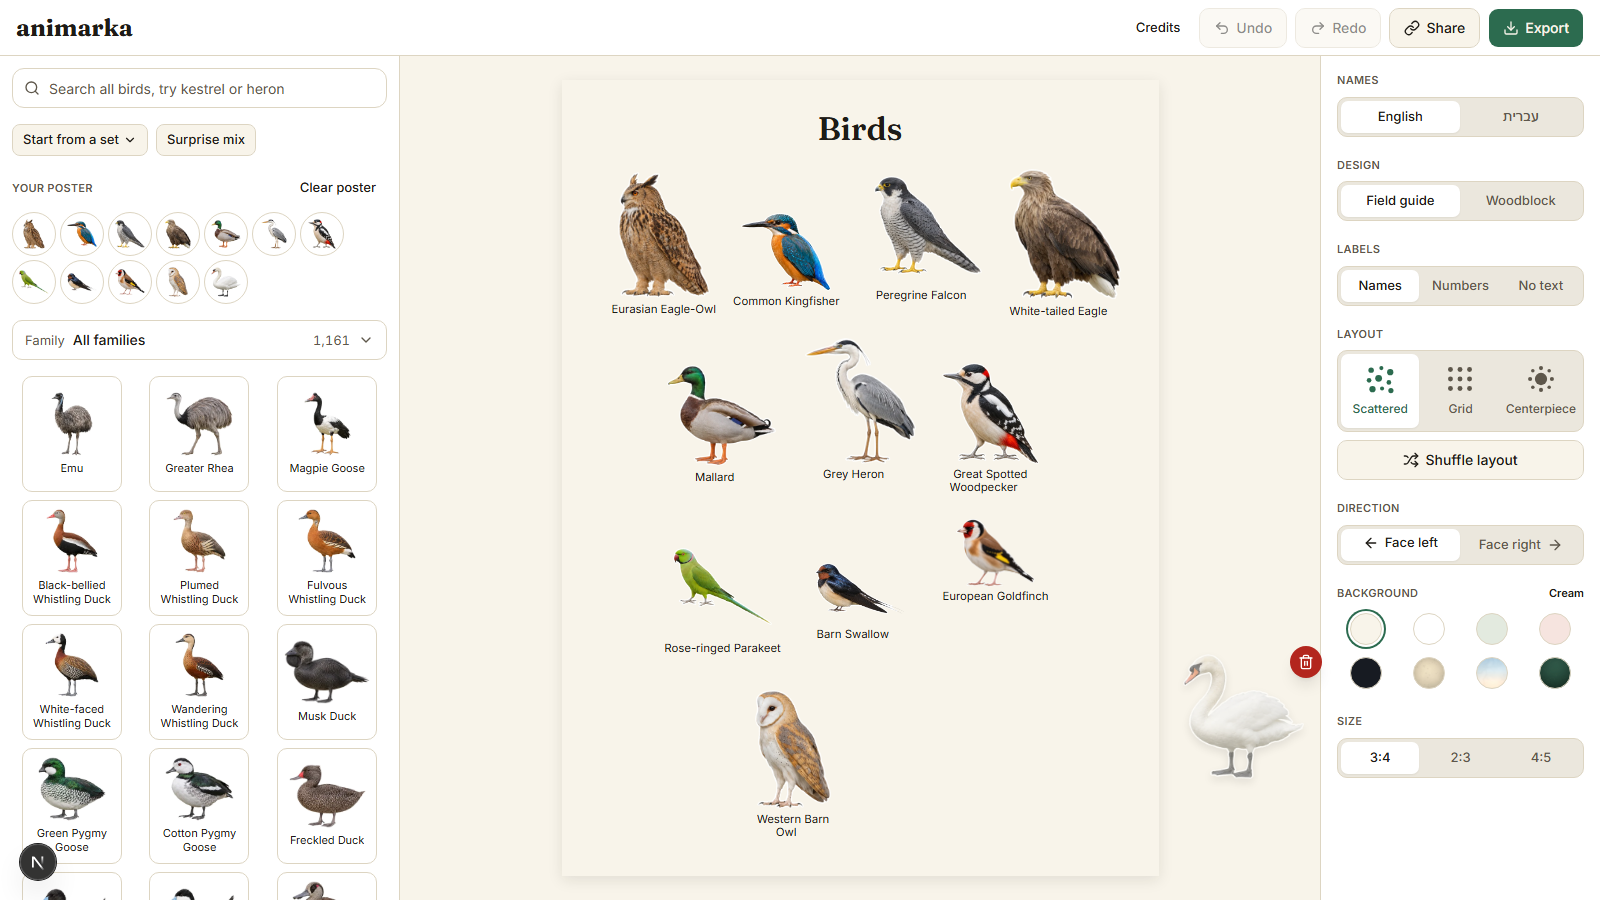 animarka
Credits
Undo
Redo
Share
Export
Search all birds, try kestrel or heron
Start from a set
Surprise mix
YOUR POSTER
Clear poster
Family All families 1,161
Emu
Greater Rhea
Magpie Goose
Black-bellied
Whistling Duck
Plumed
Whistling Duck
Fulvous
Whistling Duck
White-faced
Whistling Duck
Wandering
Whistling Duck
Musk Duck
Green Pygmy
Goose
Cotton Pygmy
Goose
Freckled Duck
N
Birds
Eurasian Eagle-Owl
Common Kingfisher
Peregrine Falcon
White-tailed Eagle
Mallard
Grey Heron
Great Spotted
Woodpecker
Rose-ringed Parakeet
Barn Swallow
European Goldfinch
Western Barn
Owl
NAMES
English
עברית
DESIGN
Field guide
Woodblock
LABELS
Names
Numbers
No text
LAYOUT
Scattered
Grid
Centerpiece
Shuffle layout
DIRECTION
Face left
Face right
BACKGROUND
Cream
SIZE
3:4
2:3
4:5